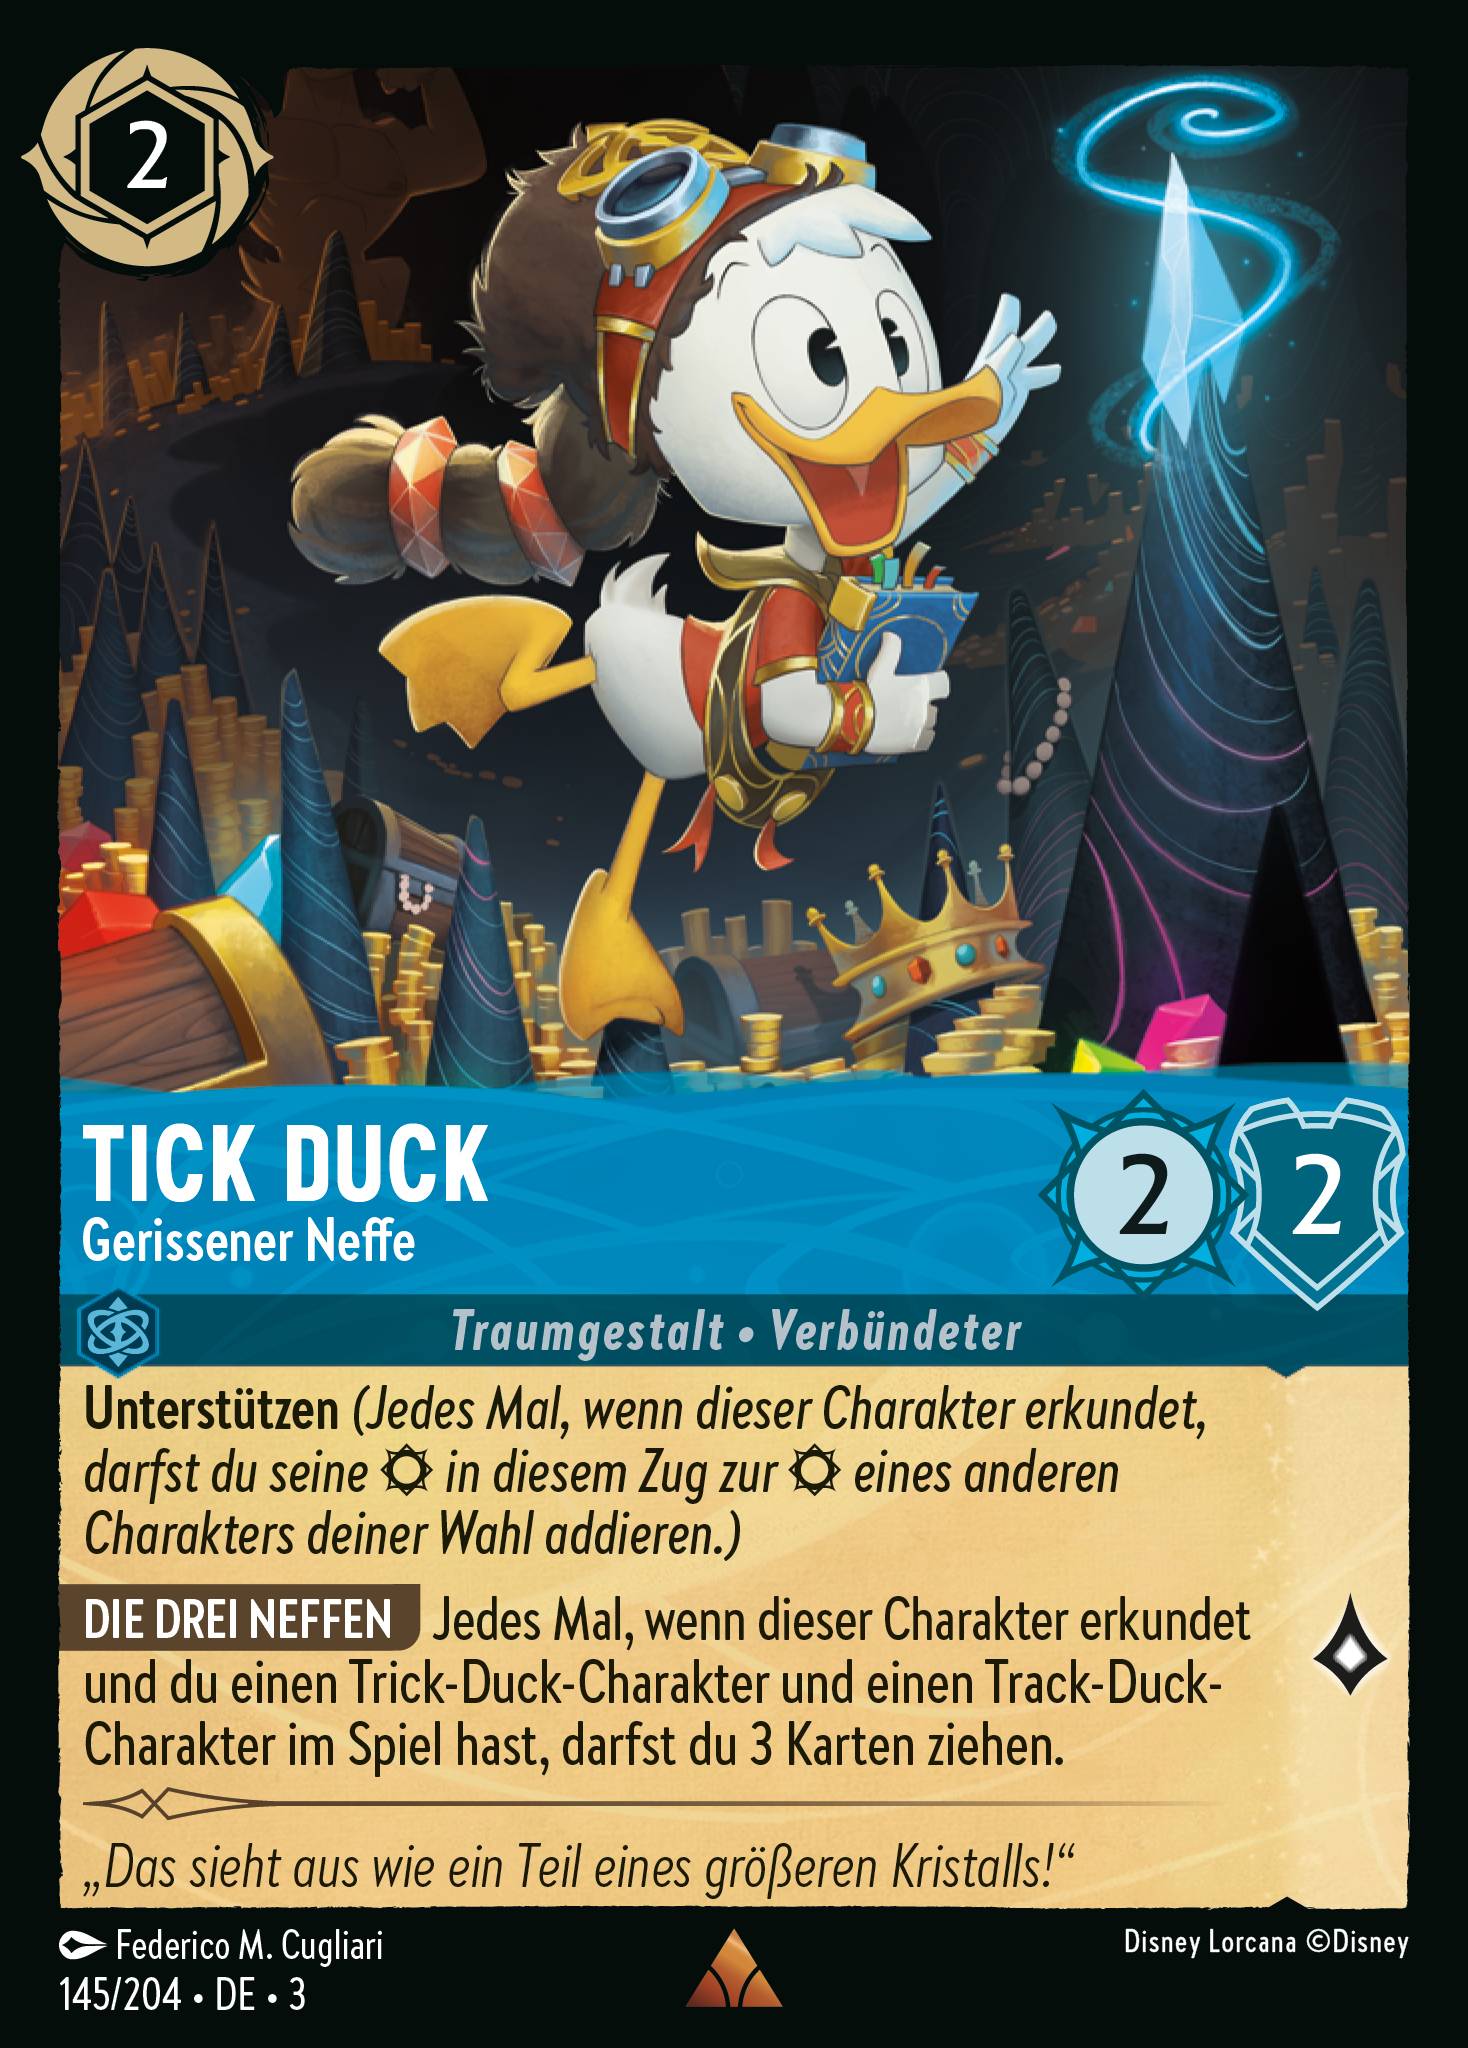 2
TICK DUCK
Gerissener Neffe
2 2
Traumgestalt • Verbündeter
Unterstützen (Jedes Mal, wenn dieser Charakter erkundet,
darfst du seine in diesem Zug zur eines anderen
Charakters deiner Wahl addieren.)
DIE DREI NEFFEN Jedes Mal, wenn dieser Charakter erkundet
und du einen Trick-Duck-Charakter und einen Track-Duck-
Charakter im Spiel hast, darfst du 3 Karten ziehen.
„Das sieht aus wie ein Teil eines größeren Kristalls!“
Federico M. Cugliari
Disney Lorcana ©Disney
145/204 • DE • 3